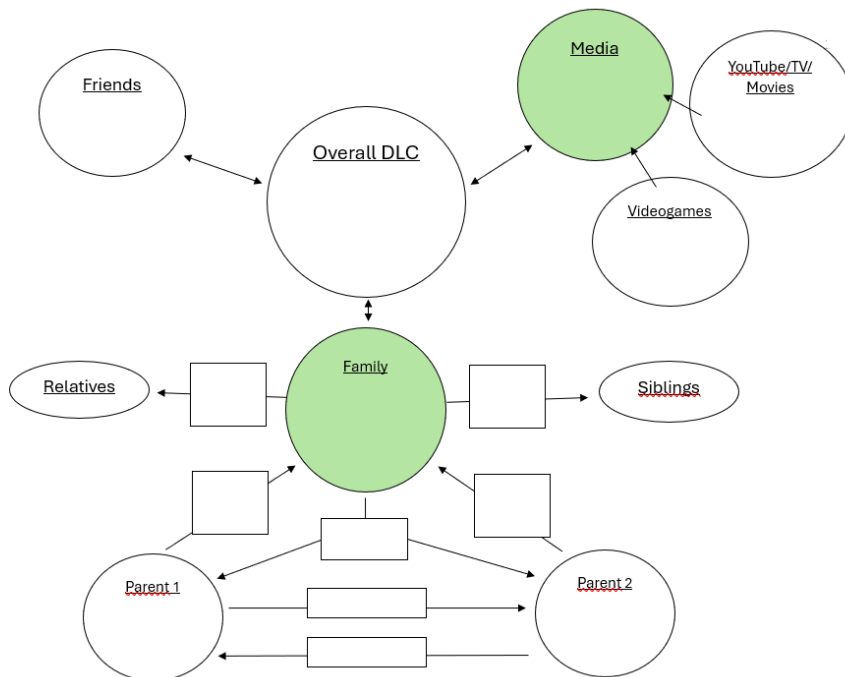 Media
YouTube/TV/
Movies
Friends
Overall DLC
Videogames
Family
Relatives
Siblings
Parent 1
Parent 2